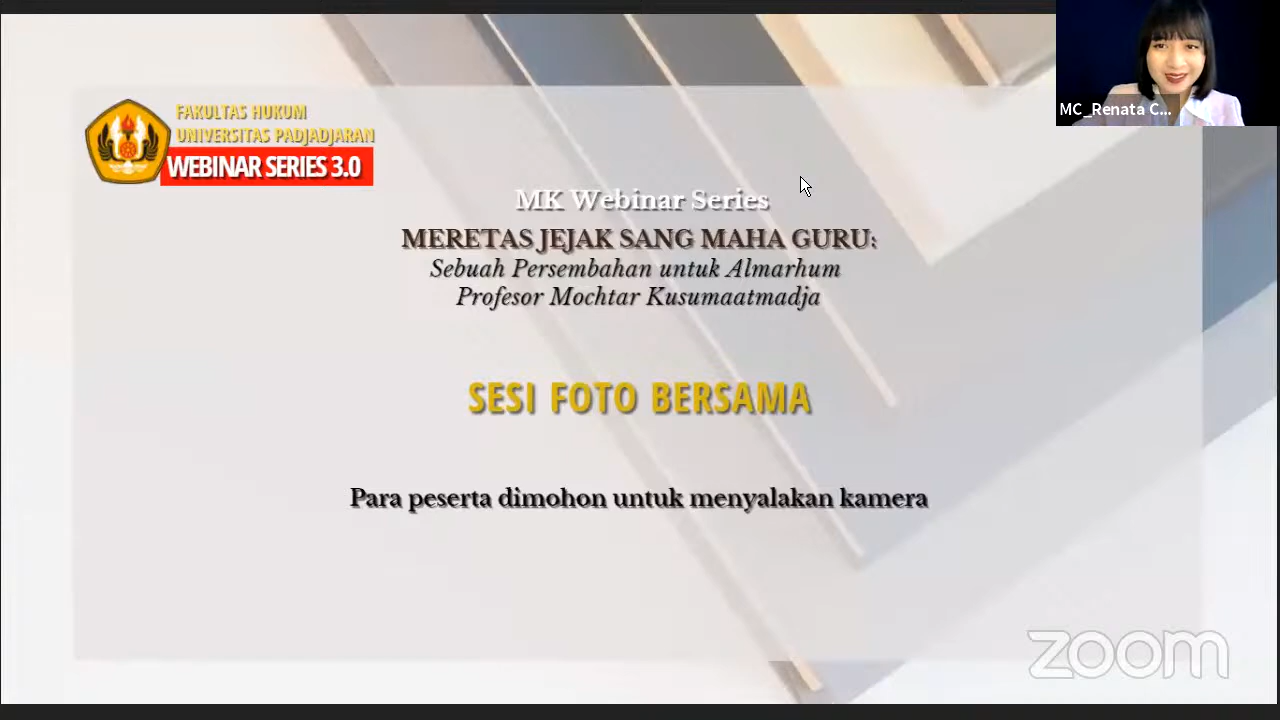 FAKULTAS HUKUM
UNIVERSITAS PADJADJARAN
WEBINAR SERIES 3.0
MC_Renata C...
MK Webinar Series
MERETAS JEJAK SANG MAHA GURU:
Sebuah Persembahan untuk Almarhum
Profesor Mochtar Kusumaatmadja
SESI FOTO BERSAMA
Para peserta dimohon untuk menyalakan kamera
zoom